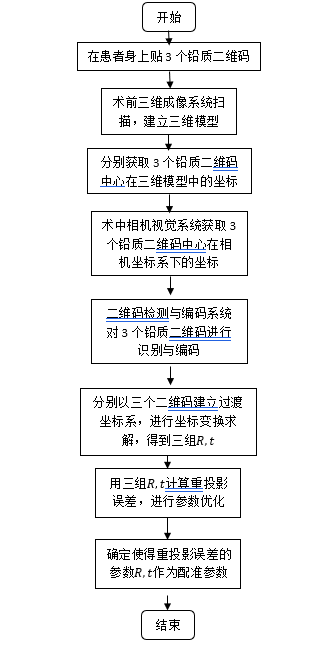 开始
在患者身上贴 3 个铅质二维码
术前三维成像系统扫
描，建立三维模型
分别获取 3 个铅质二维码
中心在三维模型中的坐标
术中相机视觉系统获取 3
个铅质二维码中心在相
机坐标系下的坐标
二维码检测与编码系统
对 3 个铅质二维码进行
识别与编码
分别以三个二维码建立过渡
坐标系，进行坐标变换求
解，得到三组R,t
用三组R,t计算重投影
误差，进行参数优化
确定使得重投影误差的
参数R,t作为配准参数
结束